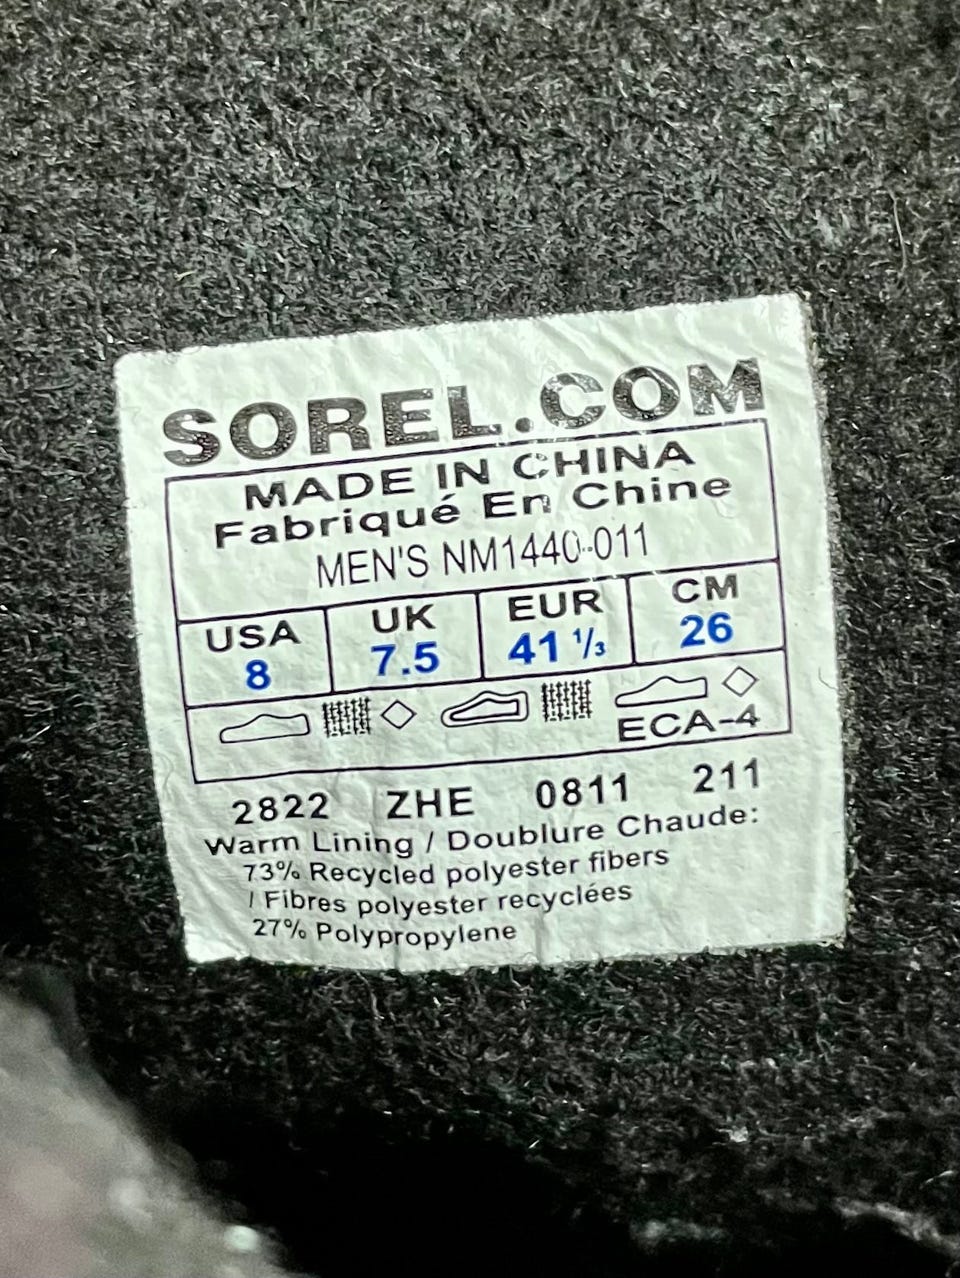 SOREL.COM
MADE IN CHINA
Fabriqué En Chine
MEN'S NM1440-011
USA UK EUR CM
8 7.5 41 ⅓ 26
ECA-4
2822 ZHE 0811 211
Warm Lining / Doublure Chaude:
73% Recycled polyester fibers
/ Fibres polyester recyclées
27% Polypropylene